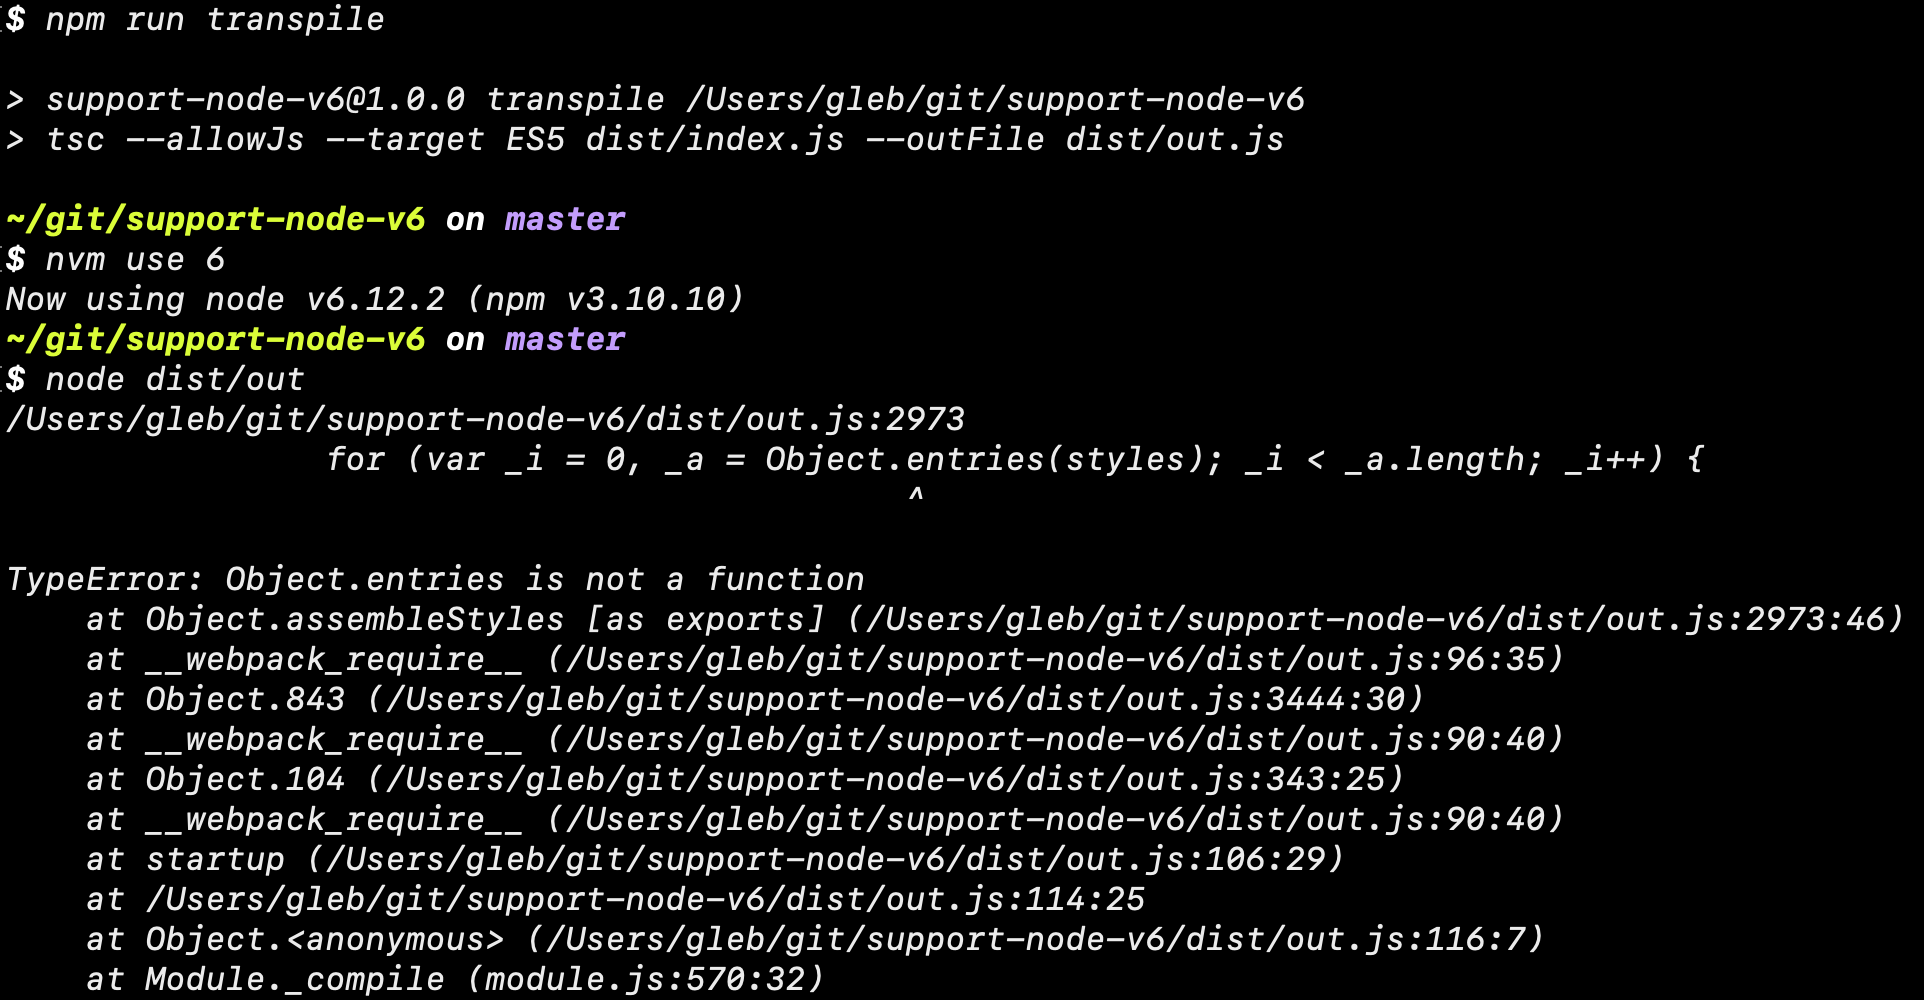 $ npm run transpile
> support-node-v6@1.0.0 transpile /Users/gleb/git/support-node-v6
> tsc --allowJs --target ES5 dist/index.js --outFile dist/out.js
~/git/support-node-v6 on master
$ nvm use 6
Now using node v6.12.2 (npm v3.10.10)
~/git/support-node-v6 on master
$ node dist/out
/Users/gleb/git/support-node-v6/dist/out.js:2973
for (var _i = 0, _a = Object.entries(styles); _i < _a.length; _i++) {
^
TypeError: Object.entries is not a function
at Object.assembleStyles [as exports] (/Users/gleb/git/support-node-v6/dist/out.js:2973:46)
at __webpack_require__ (/Users/gleb/git/support-node-v6/dist/out.js:96:35)
at Object.843 (/Users/gleb/git/support-node-v6/dist/out.js:3444:30)
at __webpack_require__ (/Users/gleb/git/support-node-v6/dist/out.js:90:40)
at Object.104 (/Users/gleb/git/support-node-v6/dist/out.js:343:25)
at __webpack_require__ (/Users/gleb/git/support-node-v6/dist/out.js:90:40)
at startup (/Users/gleb/git/support-node-v6/dist/out.js:106:29)
at /Users/gleb/git/support-node-v6/dist/out.js:114:25
at Object.<anonymous> (/Users/gleb/git/support-node-v6/dist/out.js:116:7)
at Module._compile (module.js:570:32)